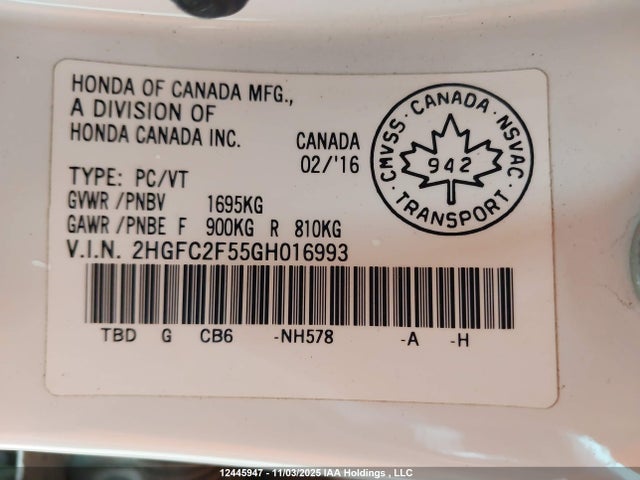 HONDA OF CANADA MFG.,
A DIVISION OF
HONDA CANADA INC.
CANADA
02/'16
TYPE: PC/VT
GVWR /PNBV 1695KG
GAWR /PNBE F 900KG R 810KG
V.I.N. 2HGFC2F55GH016993
TBD G CB6 -NH578 -A -H
CMVSS · CANADA · NSVAC
942
· TRANSPORT ·
12445947 - 11/03/2025 IAA Holdings , LLC